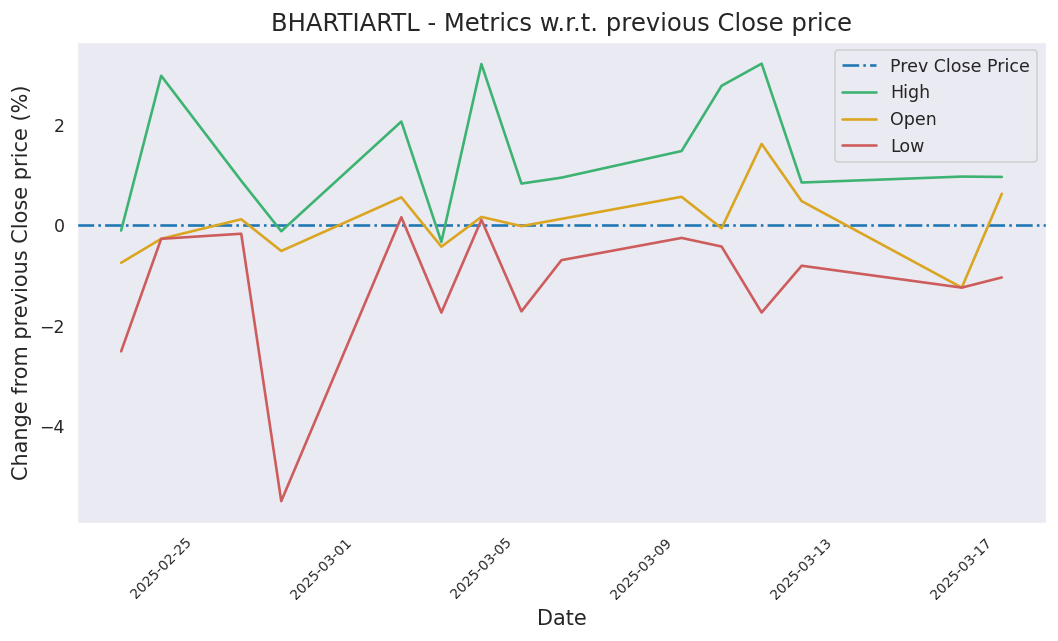 BHARTIARTL - Metrics w.r.t. previous Close price
Change from previous Close price (%)
2
0
−2
−4
Prev Close Price
High
Open
Low
2025-02-25
2025-03-01
2025-03-05
2025-03-09
2025-03-13
2025-03-17
Date